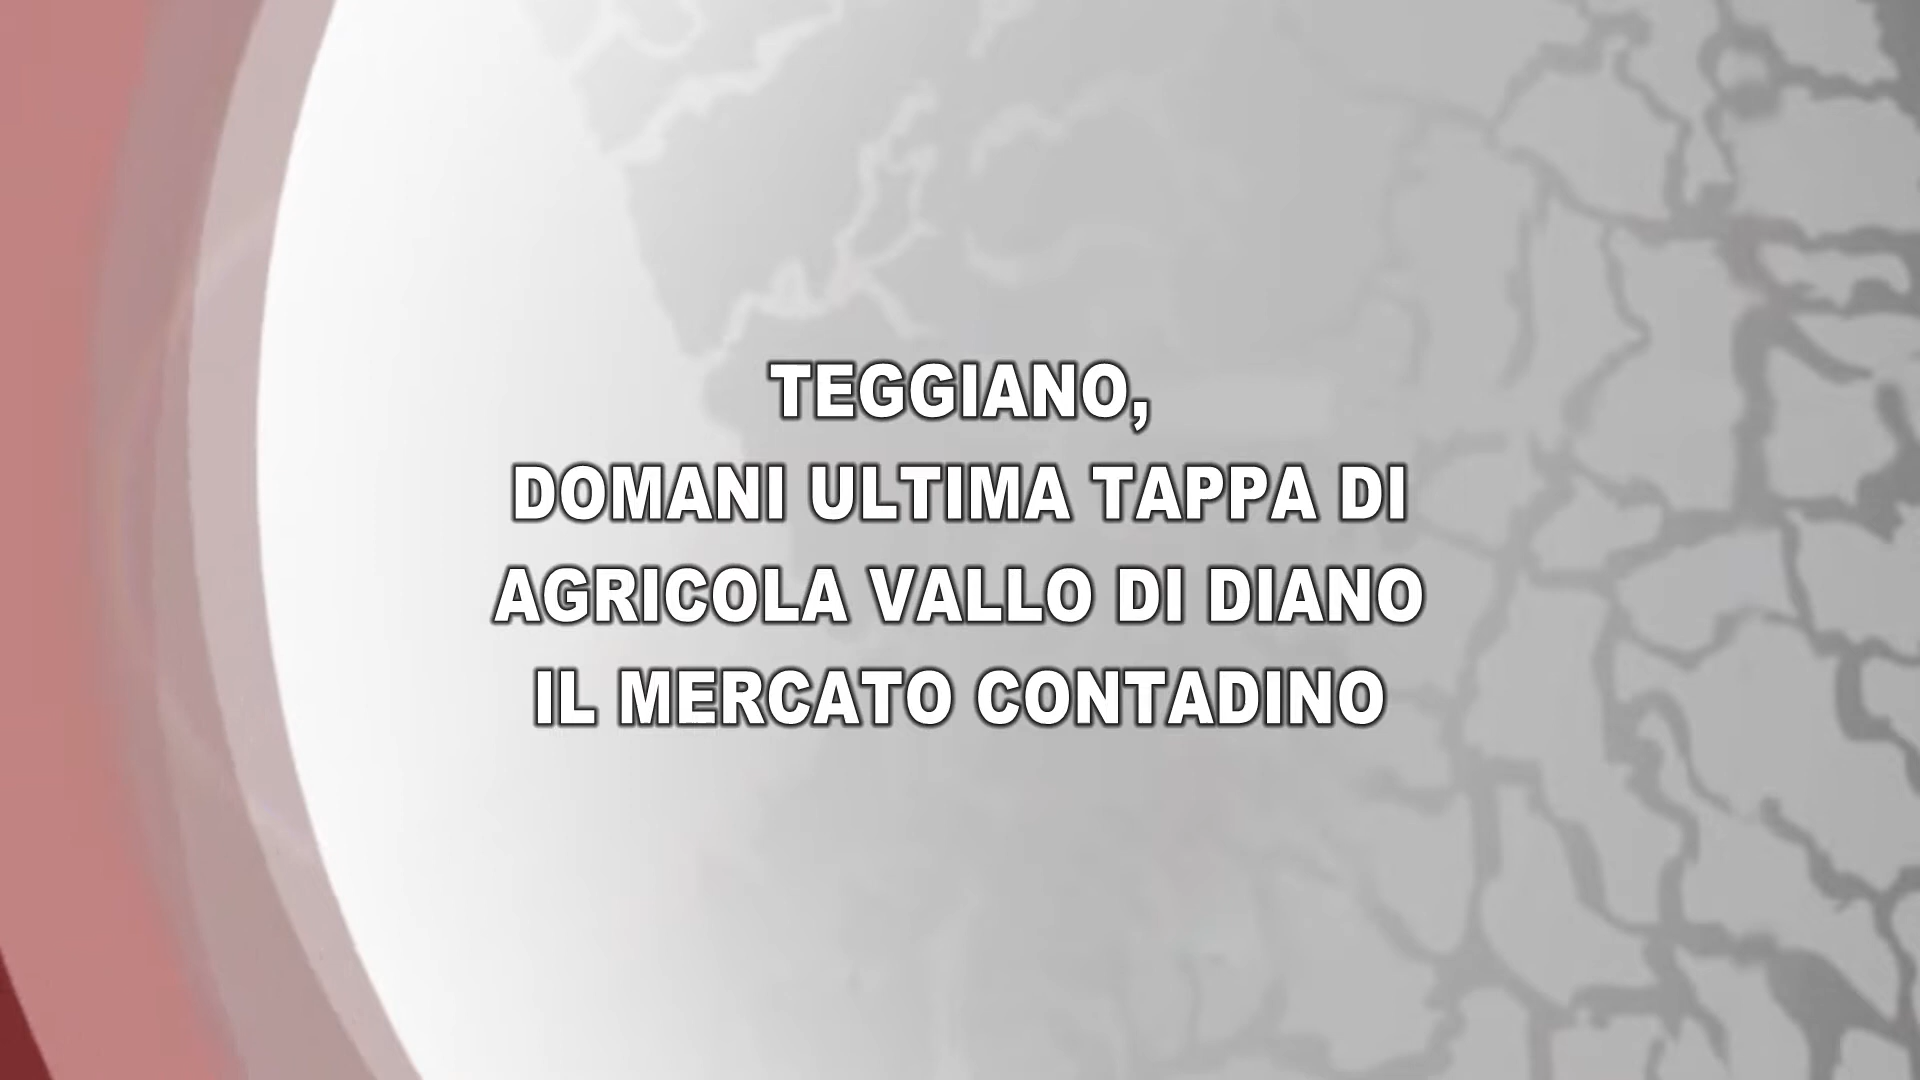 TEGGIANO,
DOMANI ULTIMA TAPPA DI
AGRICOLA VALLO DI DIANO
IL MERCATO CONTADINO